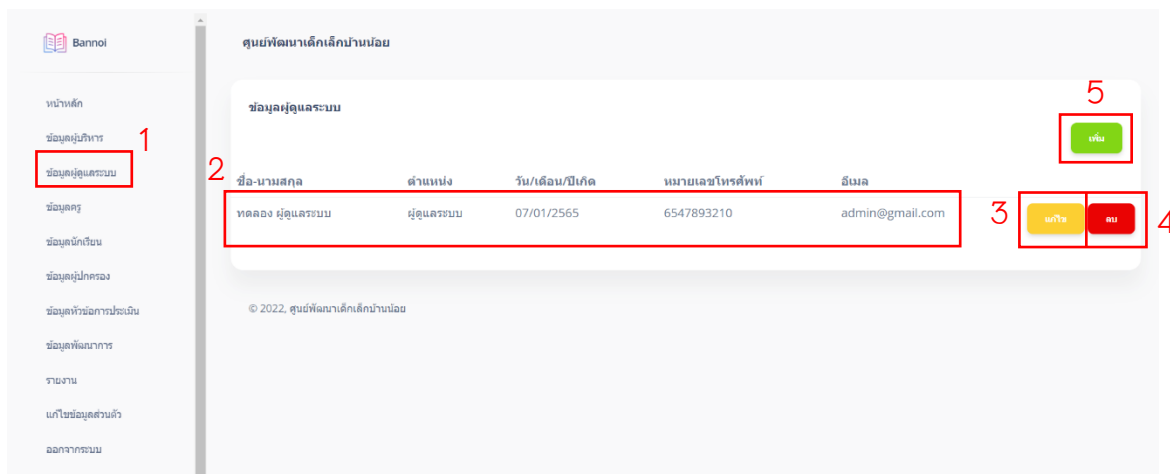 Bannoi
หน้าหลัก
ข้อมูลผู้บริหาร
1
ข้อมูลผู้ดูแลระบบ
ข้อมูลครู
ข้อมูลนักเรียน
ข้อมูลผู้ปกครอง
ข้อมูลหัวข้อการประเมิน
ข้อมูลพัฒนาการ
รายงาน
แก้ไขข้อมูลส่วนตัว
ออกจากระบบ
ศูนย์พัฒนาเด็กเล็กบ้านน้อย
ข้อมูลผู้ดูแลระบบ
5
เพิ่ม
2
ชื่อ-นามสกุล ตำแหน่ง วัน/เดือน/ปีเกิด หมายเลขโทรศัพท์ อีเมล
ทดลอง ผู้ดูแลระบบ ผู้ดูแลระบบ 07/01/2565 6547893210 admin@gmail.com 3 แก้ไข ลบ 4
© 2022, ศูนย์พัฒนาเด็กเล็กบ้านน้อย